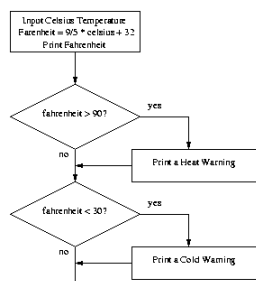 Input Celsius Temperature
Farenheit = 9/5 * celsius + 32
Print Fahrenheit
fahrenheit > 90?
yes
no
Print a Heat Warning
fahrenheit < 30?
yes
no
Print a Cold Warning